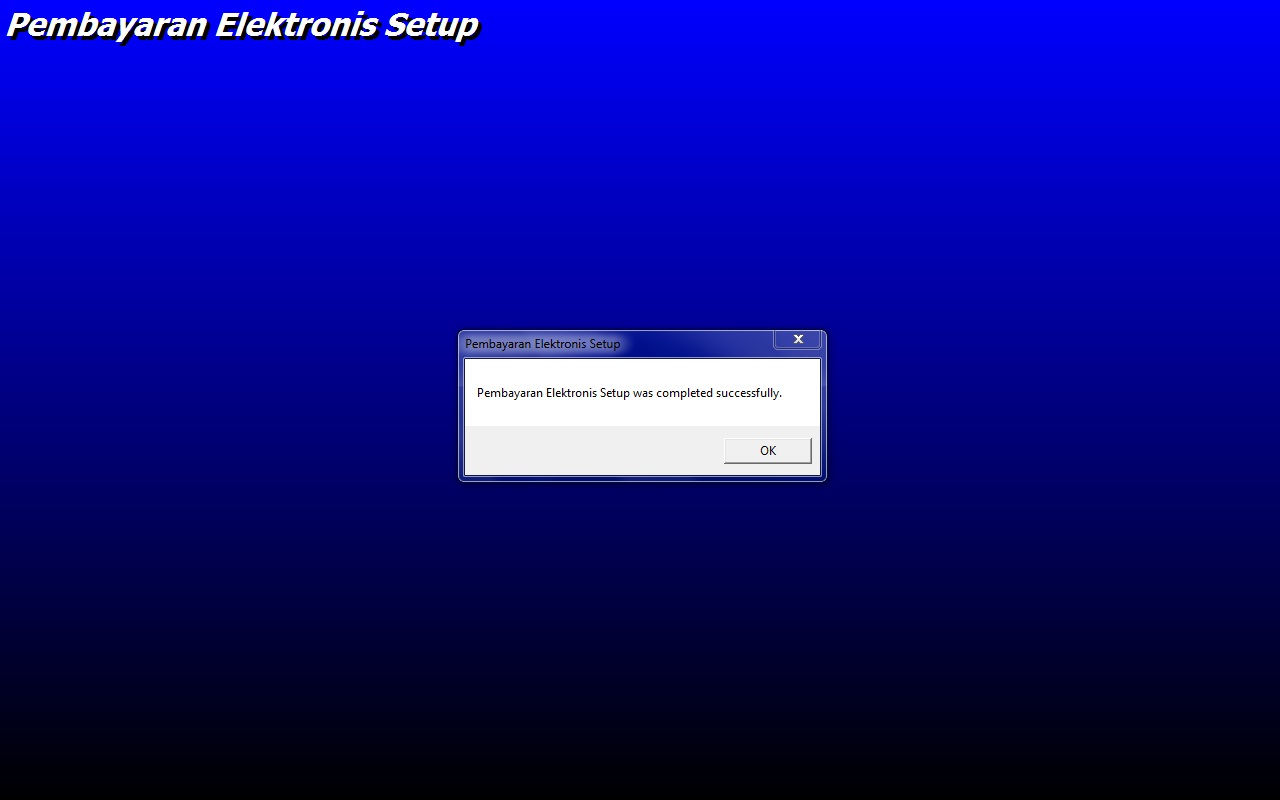 Pembayaran Elektronis Setup
Pembayaran Elektronis Setup
X
Pembayaran Elektronis Setup was completed successfully.
OK